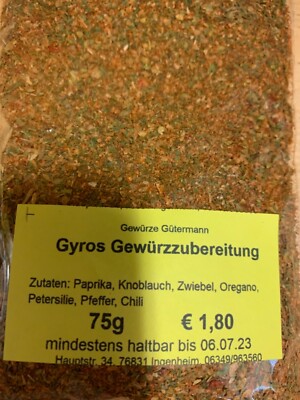 Gewürze Gütermann
Gyros Gewürzzubereitung
Zutaten: Paprika, Knoblauch, Zwiebel, Oregano,
Petersilie, Pfeffer, Chili
75g € 1,80
mindestens haltbar bis 06.07.23
Hauptstr. 34, 76831 Ingenheim, 06349/963560